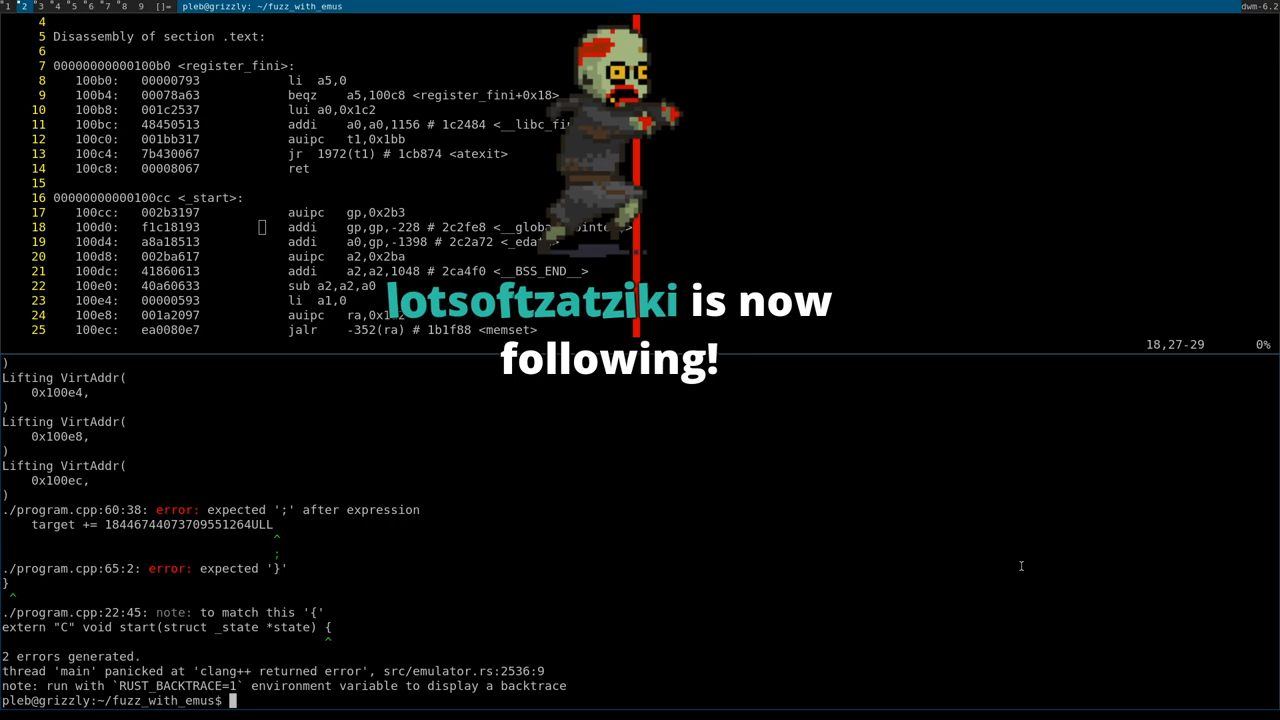 1 2 3 4 5 6 7 8 9 []= pleb@grizzly: ~/fuzz_with_emus dwm-6.2
4
5 Disassembly of section .text:
6
7 00000000000100b0 <register_fini>:
8 100b0: 00000793 li a5,0
9 100b4: 00078a63 beqz a5,100c8 <register_fini+0x18>
10 100b8: 001c2537 lui a0,0x1c2
11 100bc: 48450513 addi a0,a0,1156 # 1c2484
12 100c0: 001bb317 auipc t1,0x1bb
13 100c4: 7b430067 jr 1972(t1) # 1cb874 <atexit>
14 100c8: 00008067 ret
15
16 00000000000100cc <_start>:
17 100cc: 002b3197 auipc gp,0x2b3
18 100d0: f1c18193 addi gp,gp,-228 # 2c2fe8
19 100d4: a8a18513 addi a0,gp,-1398 # 2c2a72
20 100d8: 002ba617 auipc a2,0x2ba
21 100dc: 41860613 addi a2,a2,1048 # 2ca4f0 <__BSS_END__>
22 100e0: 40a60633 sub a2,a2,a0
23 100e4: 00000593 li a1,0
24 100e8: 001a2097 auipc
25 100ec: ea0080e7 jalr -352(ra) # 1b1f88 <memset>
lotsoftzatziki is now
following!
18,27-29 0%
)
Lifting VirtAddr(
0x100e4,
)
Lifting VirtAddr(
0x100e8,
)
Lifting VirtAddr(
0x100ec,
)
./program.cpp:60:38: error: expected ';' after expression
target += 18446744073709551264ULL
^
;
./program.cpp:65:2: error: expected '}'
}
^
./program.cpp:22:45: note: to match this '{'
extern "C" void start(struct _state *state) {
^
2 errors generated.
thread 'main' panicked at 'clang++ returned error', src/emulator.rs:2536:9
note: run with `RUST_BACKTRACE=1` environment variable to display a backtrace
pleb@grizzly:~/fuzz_with_emus$